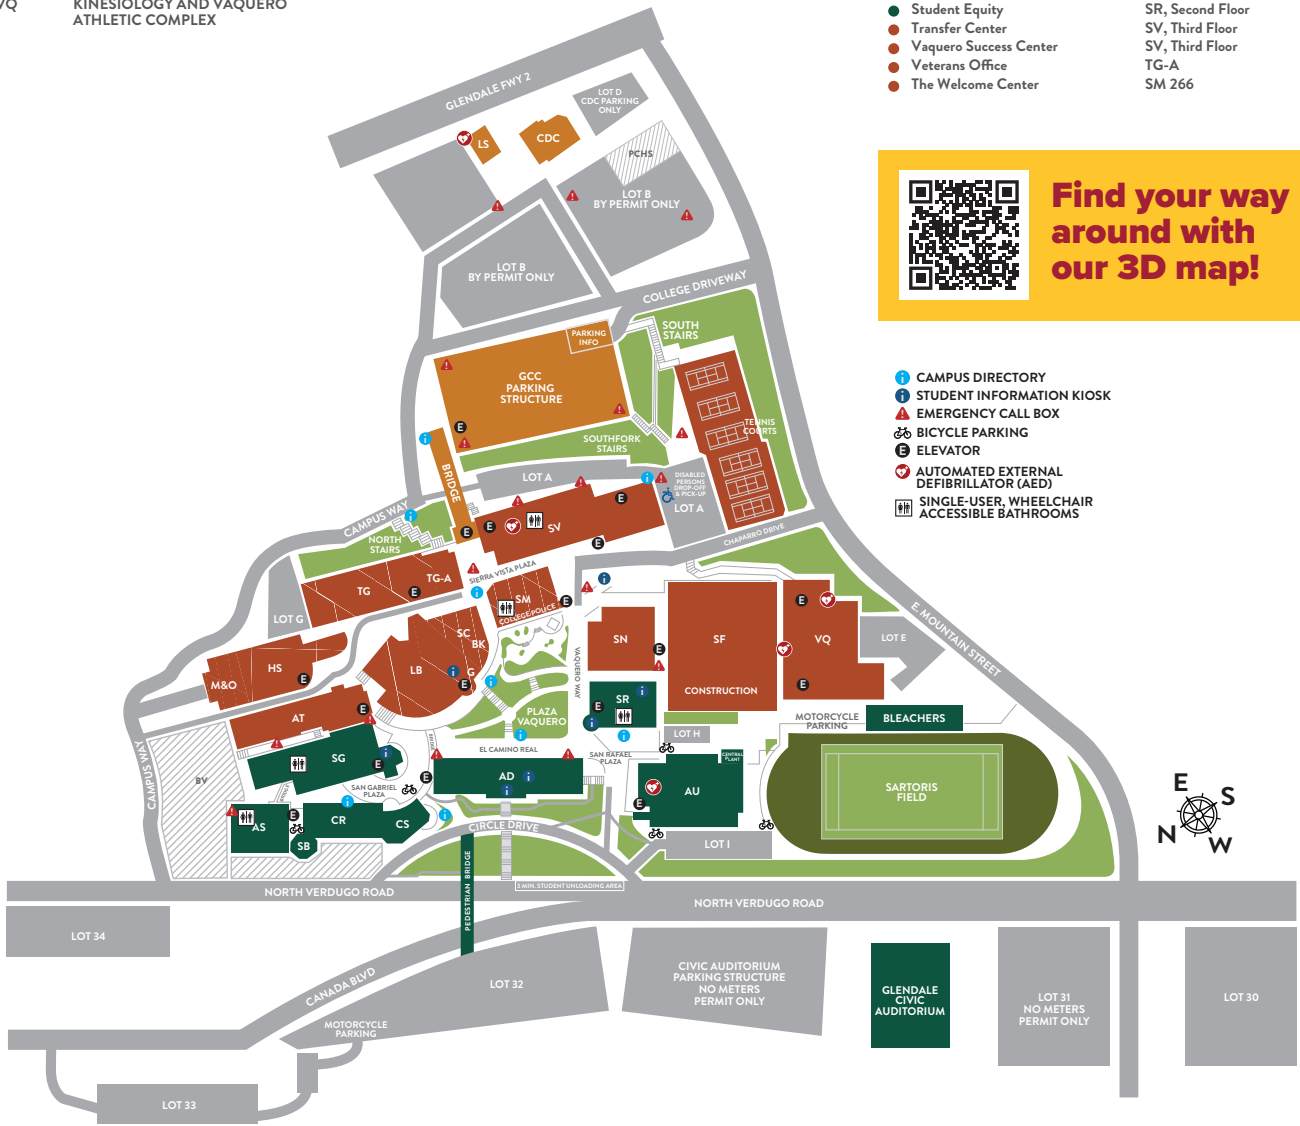 VQ KINESIOLOGY AND VAQUERO
ATHLETIC COMPLEX
Student Equity SR, Second Floor
Transfer Center SV, Third Floor
Vaquero Success Center SV, Third Floor
Veterans Office TG-A
The Welcome Center SM 266
Find your way
around with
our 3D map!
CAMPUS DIRECTORY
STUDENT INFORMATION KIOSK
EMERGENCY CALL BOX
BICYCLE PARKING
E ELEVATOR
AUTOMATED EXTERNAL
DEFIBRILLATOR (AED)
SINGLE-USER, WHEELCHAIR
ACCESSIBLE BATHROOMS
GLENDALE FWY 2
LOT D
CDC PARKING
ONLY
LS
CDC
PCHS
LOT B
BY PERMIT ONLY
LOT B
BY PERMIT ONLY
COLLEGE DRIVEWAY
PARKING
INFO
SOUTH
STAIRS
GCC
PARKING
STRUCTURE
TENNIS
COURTS
SOUTHFORK
STAIRS
BRIDGE
LOT A
DISABLED
PERSONS
DROP-OFF
& PICK-UP
LOT A
CAMPUS WAY
NORTH
STAIRS
SV
CHAPARRO DRIVE
SIERRA VISTA PLAZA
TG-A
TG
SM
COLLEGE POLICE
LOT G
E. MOUNTAIN STREET
SC
BK
SN
SF
VQ
LOT E
HS
M&O
LB
G
VAQUERO WAY
CONSTRUCTION
SR
AT
PLAZA
VAQUERO
MOTORCYCLE
PARKING
BLEACHERS
LOT H
BRIDGE
EL CAMINO REAL
SAN RAFAEL
PLAZA
CENTRAL
PLANT
CAMPUS WAY
BV
SG
AD
AU
SARTORIS
FIELD
SAN GABRIEL
PLAZA
BRIDGE
AS
CR
CS
SB
CIRCLE DRIVE
LOT I
E
S
N
W
PEDESTRIAN BRIDGE
3 MIN. STUDENT UNLOADING AREA
NORTH VERDUGO ROAD
NORTH VERDUGO ROAD
LOT 34
CANADA BLVD
LOT 32
CIVIC AUDITORIUM
PARKING STRUCTURE
NO METERS
PERMIT ONLY
GLENDALE
CIVIC
AUDITORIUM
LOT 31
NO METERS
PERMIT ONLY
LOT 30
MOTORCYCLE
PARKING
LOT 33